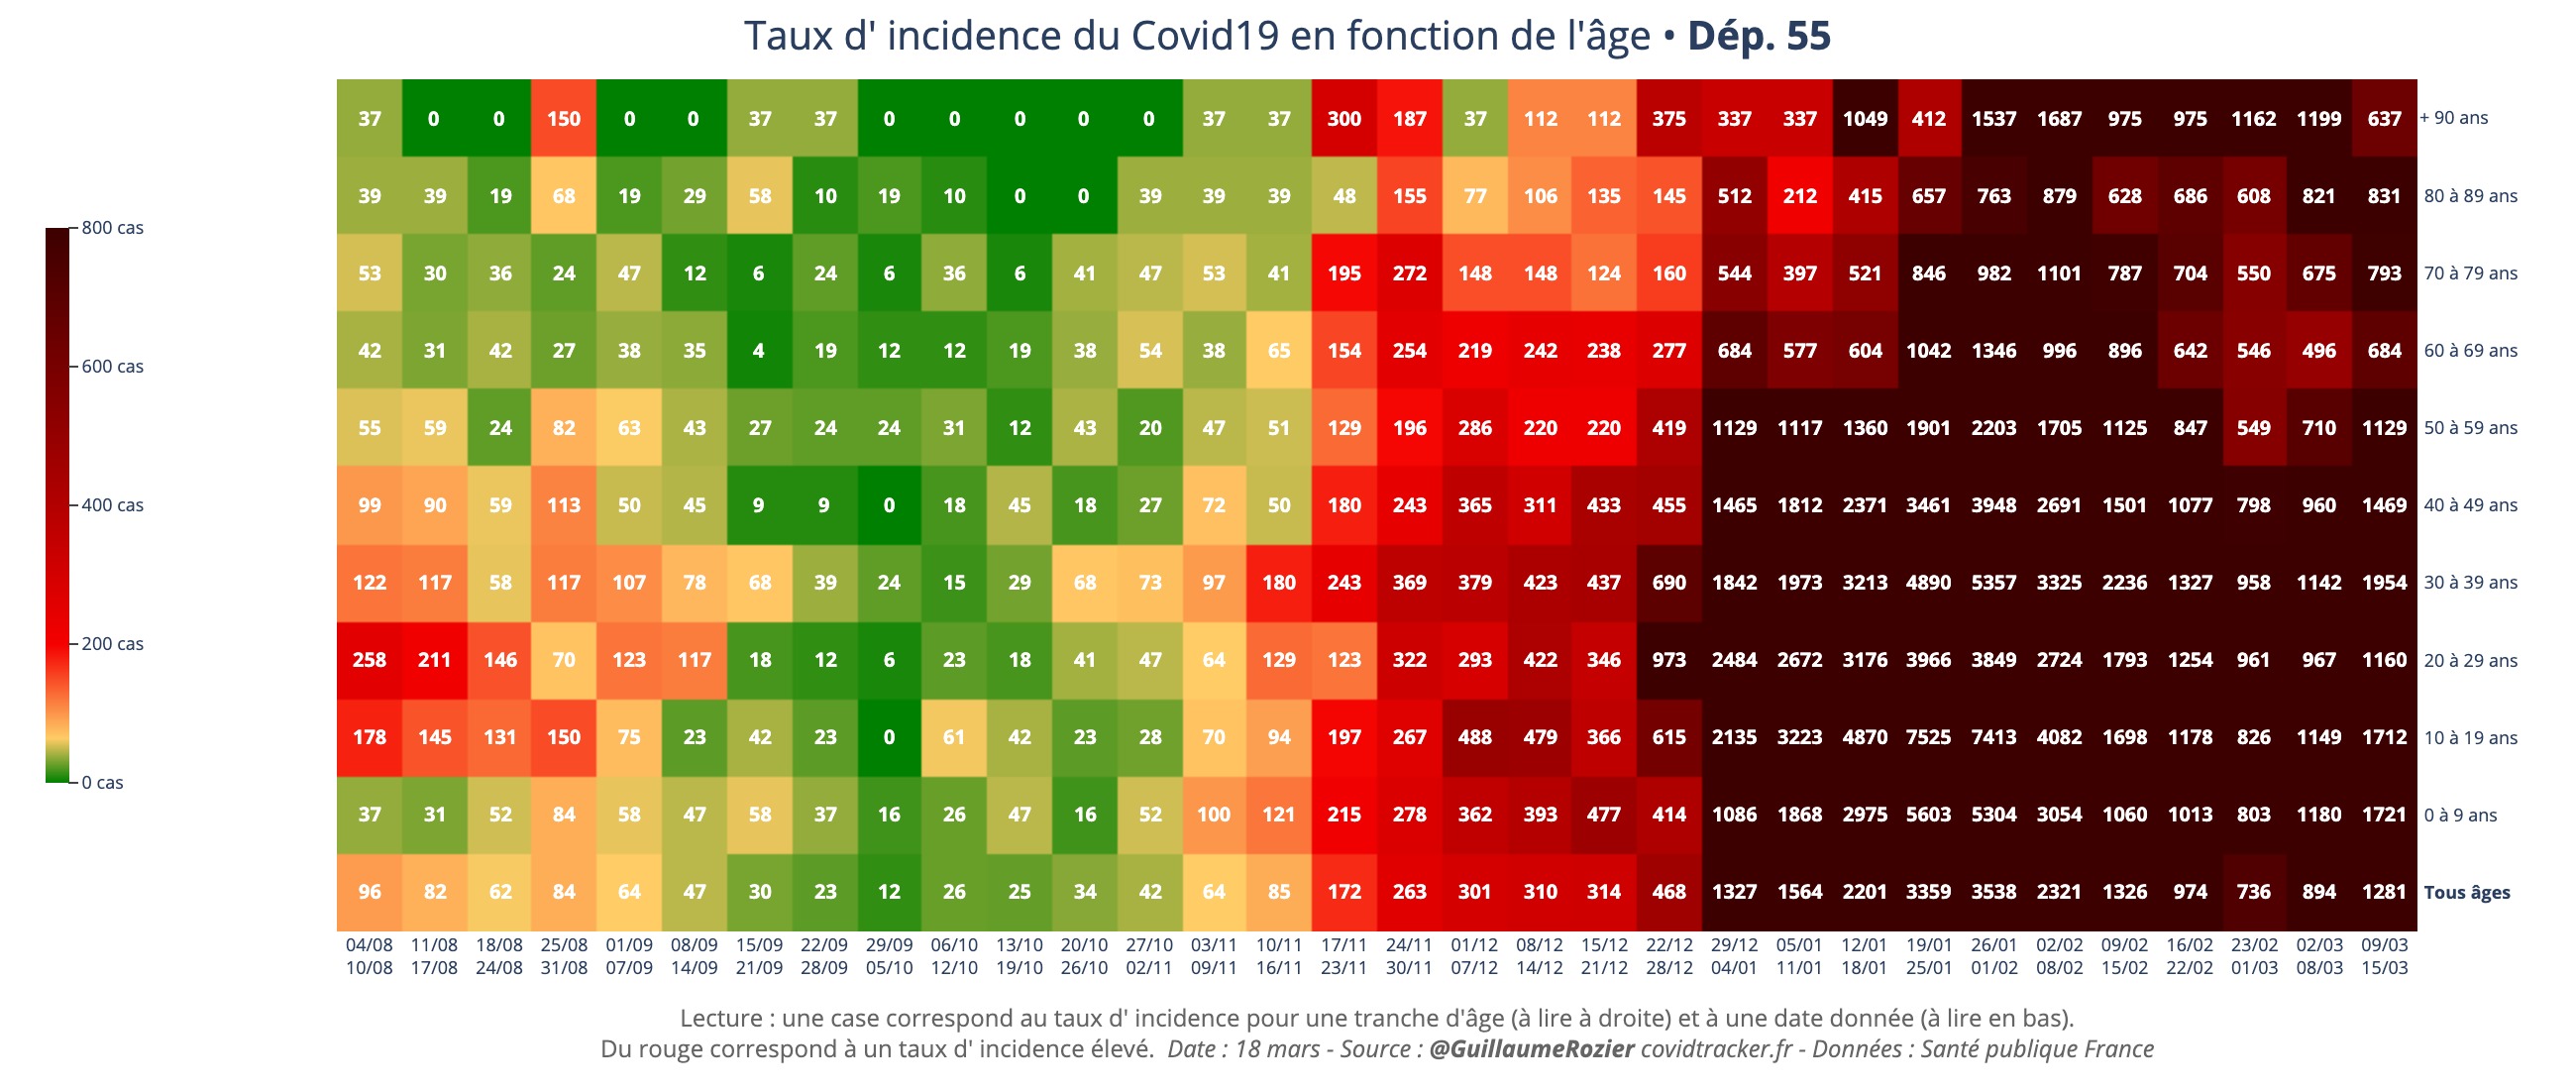 Taux d' incidence du Covid19 en fonction de l'âge • Dép. 55
800 cas
600 cas
400 cas
200 cas
0 cas
37 0 0 150 0 0 37 37 0 0 0 0 0 37 37 300 187 37 112 112 375 337 337 1049 412 1537 1687 975 975 1162 1199 637 + 90 ans
39 39 19 68 19 29 58 10 19 10 0 0 39 39 39 48 155 77 106 135 145 512 212 415 657 763 879 628 686 608 821 831 80 à 89 ans
53 30 36 24 47 12 6 24 6 36 6 41 47 53 41 195 272 148 148 124 160 544 397 521 846 982 1101 787 704 550 675 793 70 à 79 ans
42 31 42 27 38 35 4 19 12 12 19 38 54 38 65 154 254 219 242 238 277 684 577 604 1042 1346 996 896 642 546 496 684 60 à 69 ans
55 59 24 82 63 43 27 24 24 31 12 43 20 47 51 129 196 286 220 220 419 1129 1117 1360 1901 2203 1705 1125 847 549 710 1129 50 à 59 ans
99 90 59 113 50 45 9 9 0 18 45 18 27 72 50 180 243 365 311 433 455 1465 1812 2371 3461 3948 2691 1501 1077 798 960 1469 40 à 49 ans
122 117 58 117 107 78 68 39 24 15 29 68 73 97 180 243 369 379 423 437 690 1842 1973 3213 4890 5357 3325 2236 1327 958 1142 1954 30 à 39 ans
258 211 146 70 123 117 18 12 6 23 18 41 47 64 129 123 322 293 422 346 973 2484 2672 3176 3966 3849 2724 1793 1254 961 967 1160 20 à 29 ans
178 145 131 150 75 23 42 23 0 61 42 23 28 70 94 197 267 488 479 366 615 2135 3223 4870 7525 7413 4082 1698 1178 826 1149 1712 10 à 19 ans
37 31 52 84 58 47 58 37 16 26 47 16 52 100 121 215 278 362 393 477 414 1086 1868 2975 5603 5304 3054 1060 1013 803 1180 1721 0 à 9 ans
96 82 62 84 64 47 30 23 12 26 25 34 42 64 85 172 263 301 310 314 468 1327 1564 2201 3359 3538 2321 1326 974 736 894 1281 Tous âges
04/08 11/08 18/08 25/08 01/09 08/09 15/09 22/09 29/09 06/10 13/10 20/10 27/10 03/11 10/11 17/11 24/11 01/12 08/12 15/12 22/12 29/12 05/01 12/01 19/01 26/01 02/02 09/02 16/02 23/02 02/03 09/03
10/08 17/08 24/08 31/08 07/09 14/09 21/09 28/09 05/10 12/10 19/10 26/10 02/11 09/11 16/11 23/11 30/11 07/12 14/12 21/12 28/12 04/01 11/01 18/01 25/01 01/02 08/02 15/02 22/02 01/03 08/03 15/03
Lecture : une case correspond au taux d' incidence pour une tranche d'âge (à lire à droite) et à une date donnée (à lire en bas).
Du rouge correspond à un taux d' incidence élevé. Date : 18 mars - Source : @GuillaumeRozier covidtracker.fr - Données : Santé publique France